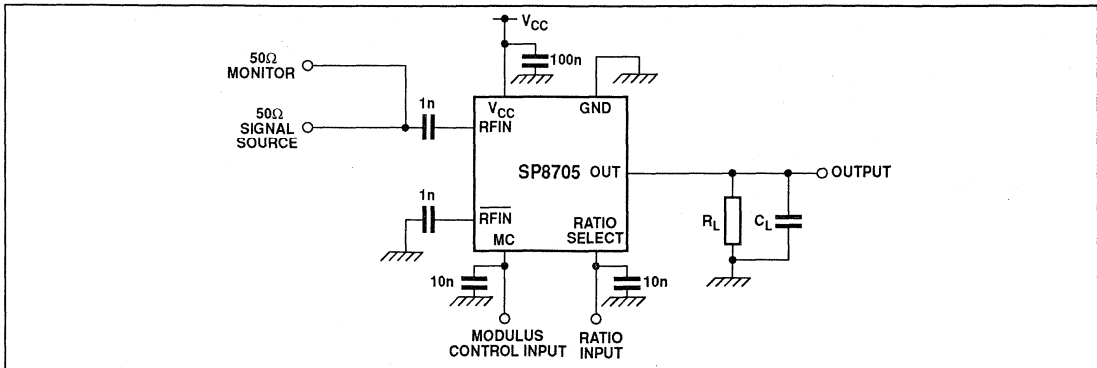 V_CC
50Ω
MONITOR
100n
1n
V_CC
GND
50Ω
SIGNAL
SOURCE
RFIN
SP8705
OUT
OUTPUT
1n
RFIN
RATIO
SELECT
R_L
C_L
MC
10n
10n
MODULUS
CONTROL INPUT
RATIO
INPUT